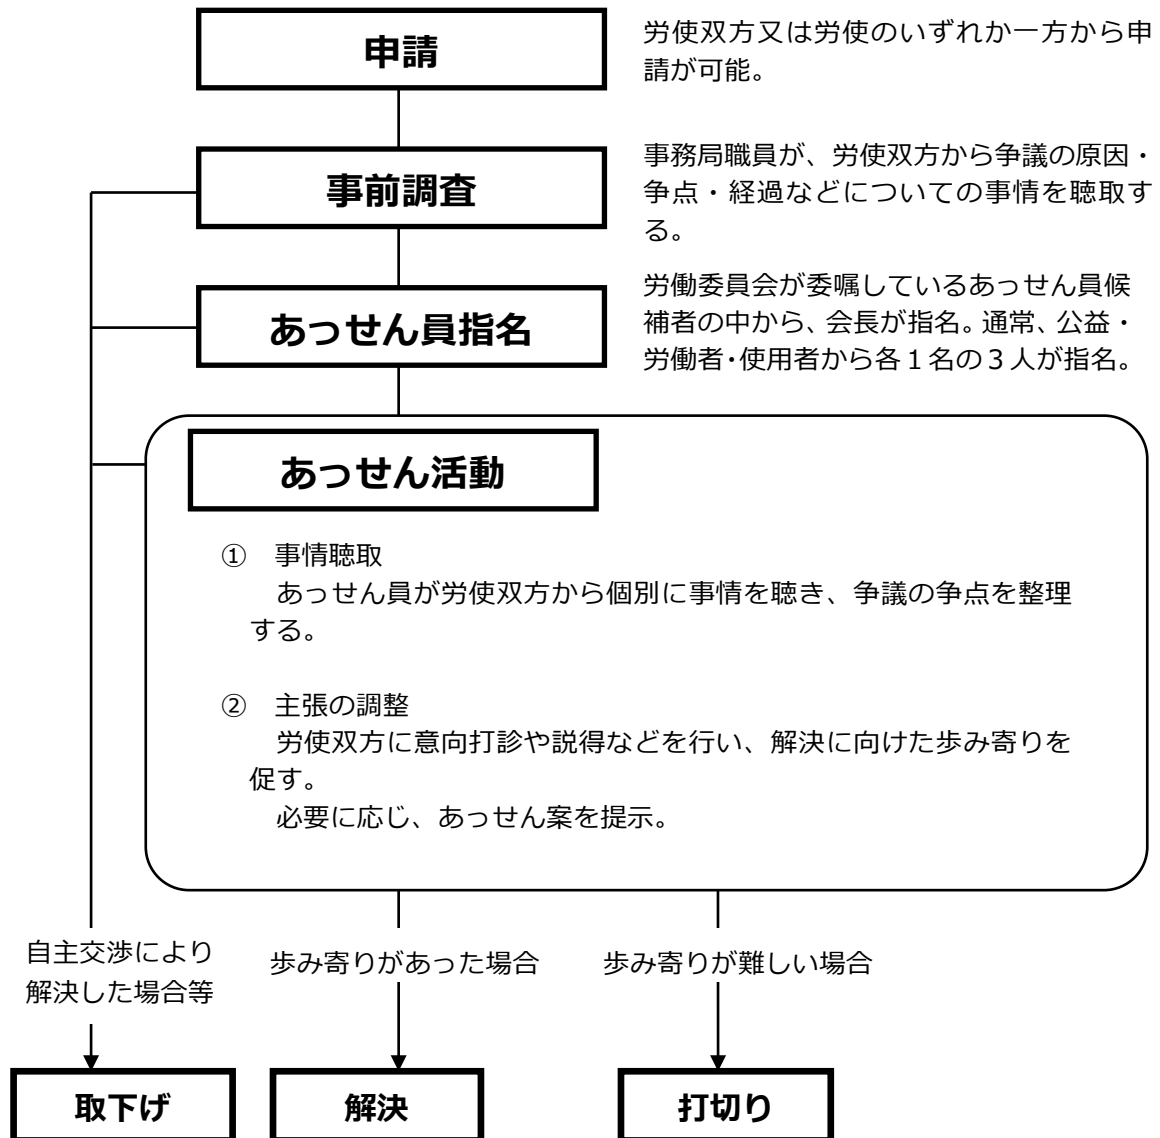 申請
労使双方又は労使のいずれか一方から申
請が可能。
事前調査
事務局職員が、労使双方から争議の原因・
争点・経過などについての事情を聴取す
る。
あっせん員指名
労働委員会が委嘱しているあっせん員候
補者の中から、会長が指名。通常、公益・
労働者・使用者から各１名の３人が指名。
あっせん活動
① 事情聴取
あっせん員が労使双方から個別に事情を聴き、争議の争点を整理
する。
② 主張の調整
労使双方に意向打診や説得などを行い、解決に向けた歩み寄りを
促す。
必要に応じ、あっせん案を提示。
自主交渉により
解決した場合等
歩み寄りがあった場合
歩み寄りが難しい場合
取下げ
解決
打切り